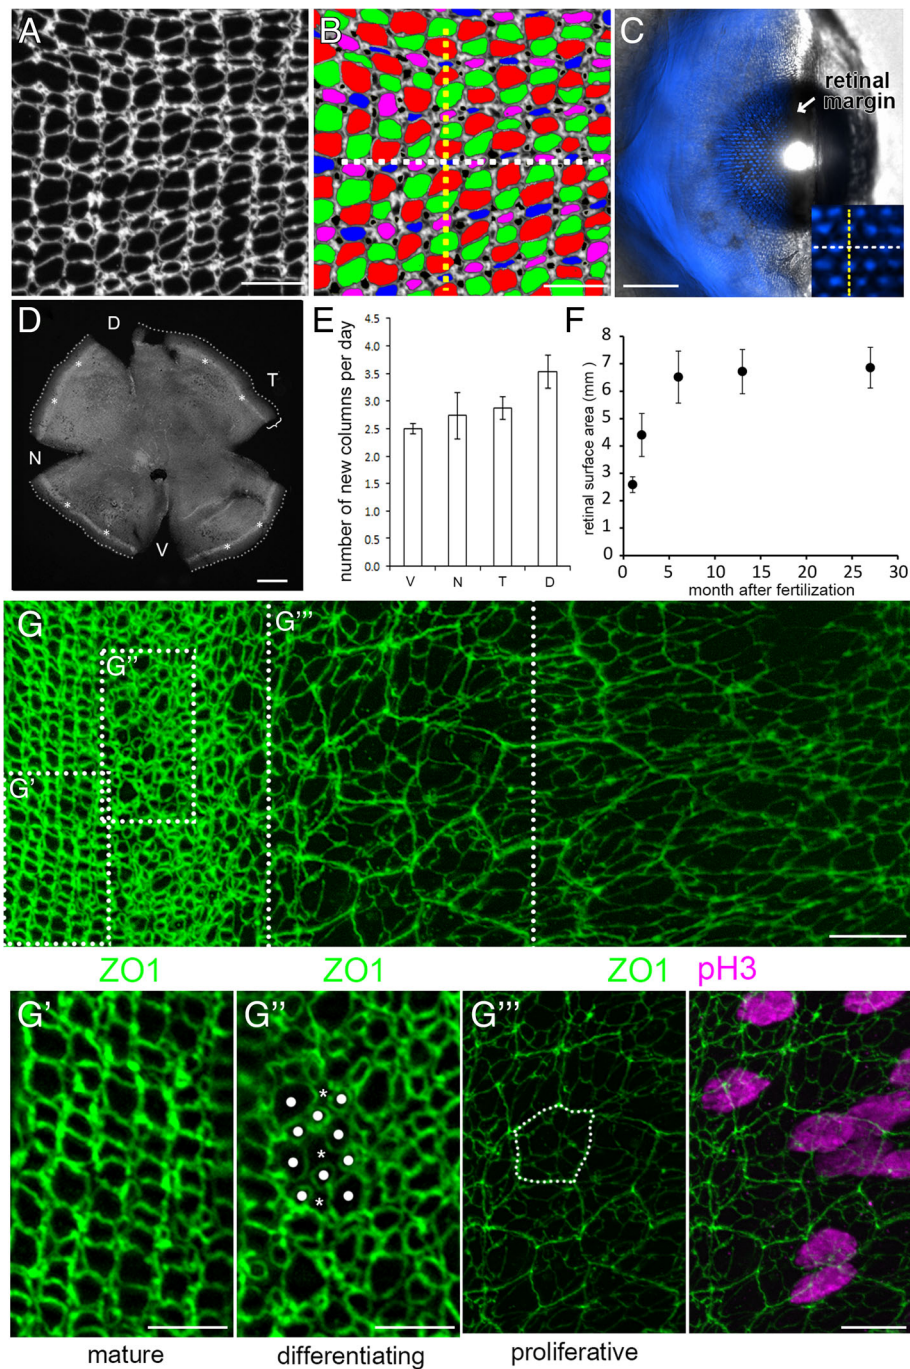 A
B
C
retinal
margin
D
D
T
N
V
*
*
*
*
*
*
*
*
E
number of new columns per day
4.5
4.0
3.5
3.0
2.5
2.0
1.5
1.0
0.5
0.0
V N T D
F
retinal surface area (mm )
8
7
6
5
4
3
2
1
0
0 5 10 15 20 25 30
month after fertilization
G
G'
G''
G'''
ZO1 ZO1 ZO1 pH3
G'
G''
*
*
*
G'''
mature differentiating proliferative